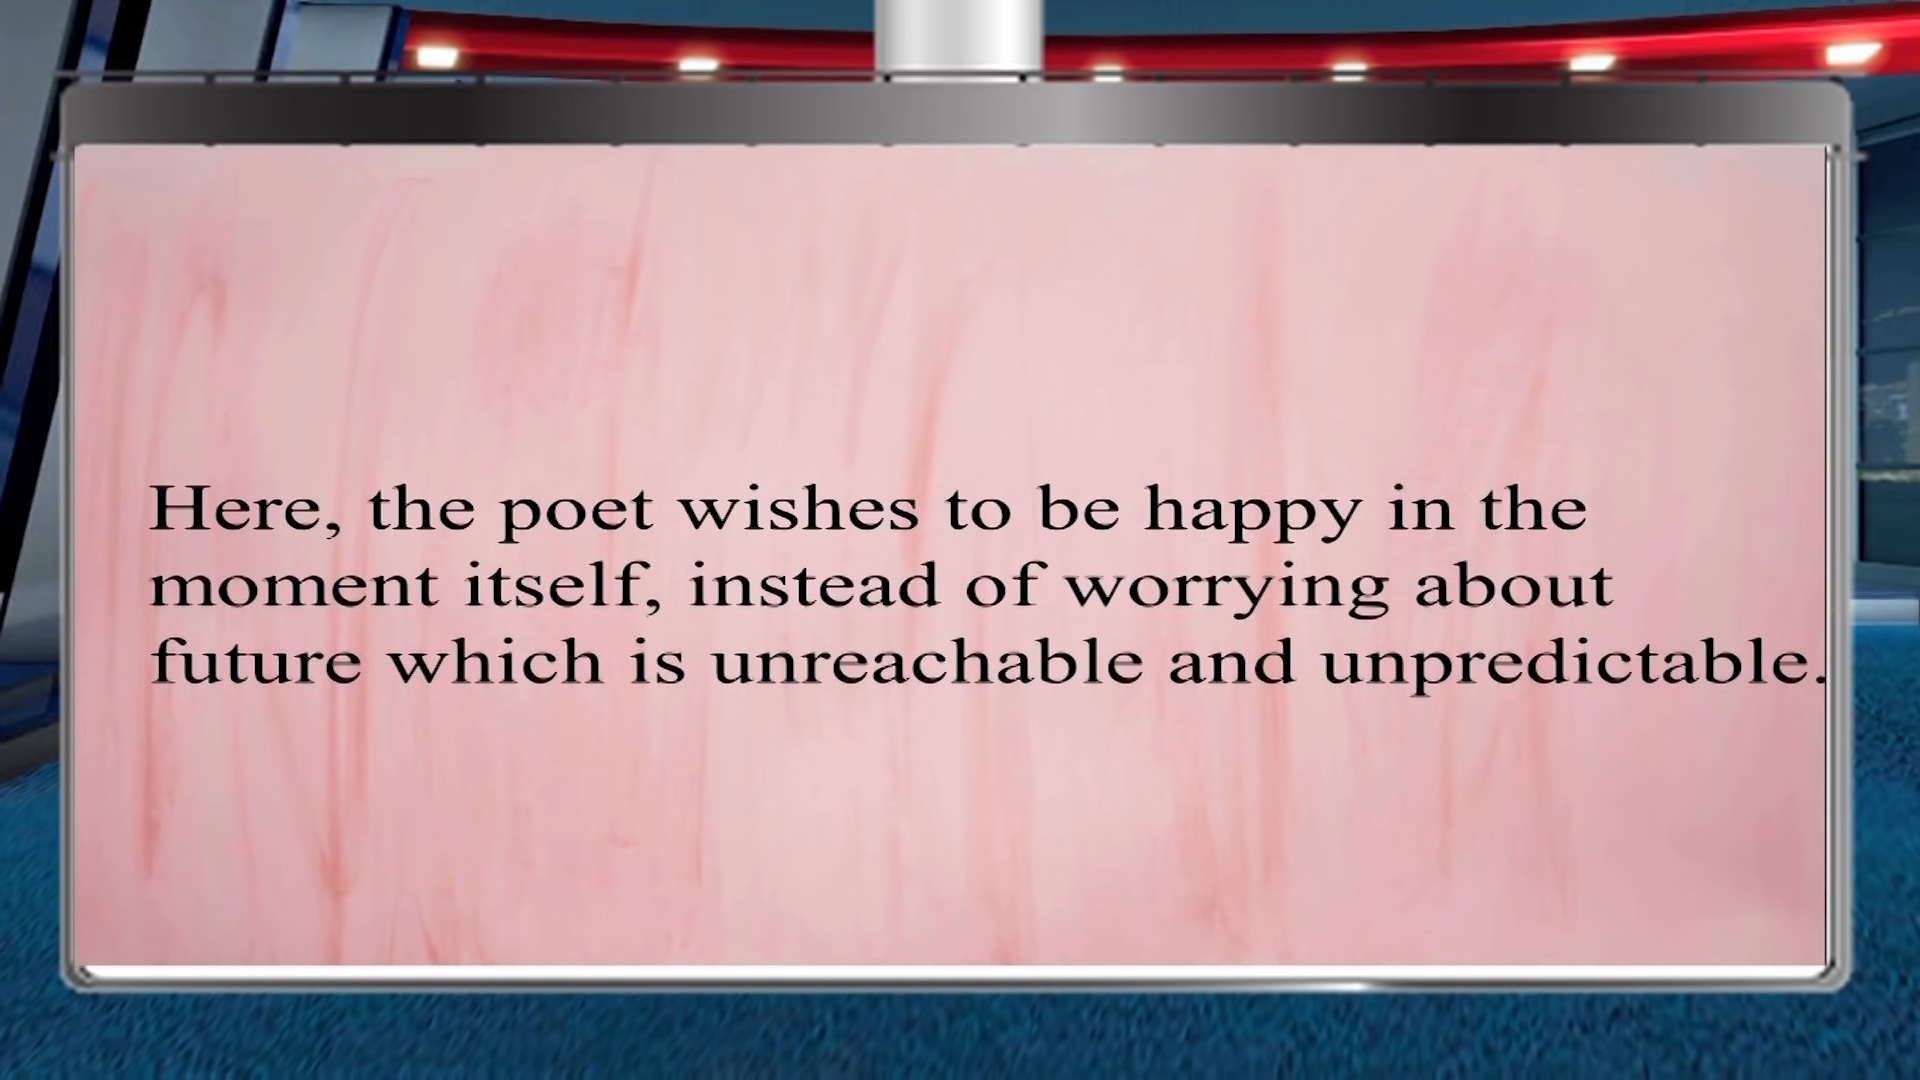 Here, the poet wishes to be happy in the
moment itself, instead of worrying about
future which is unreachable and unpredictable.